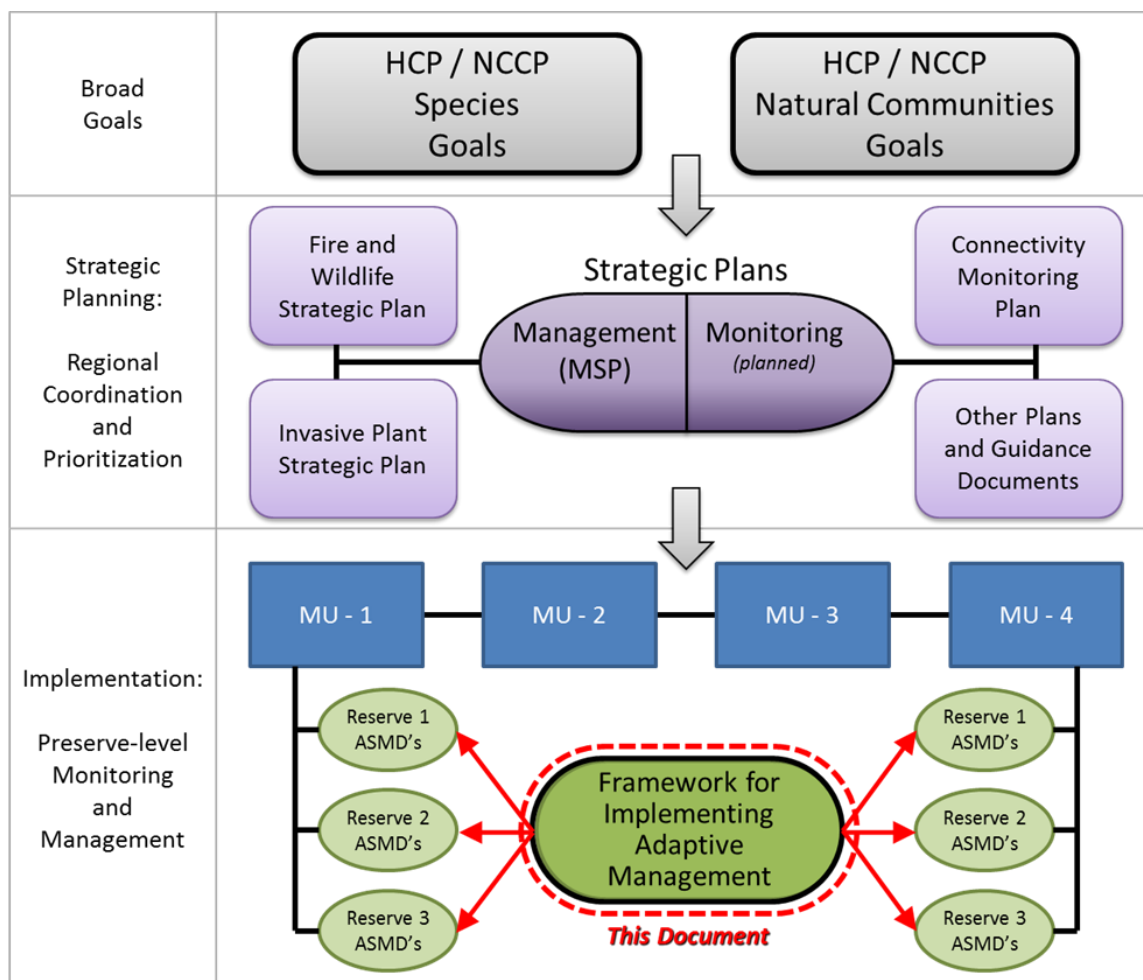 Broad
Goals
HCP / NCCP
Species
Goals
HCP / NCCP
Natural Communities
Goals
Strategic
Planning:
Regional
Coordination
and
Prioritization
Fire and
Wildlife
Strategic Plan
Invasive Plant
Strategic Plan
Strategic Plans
Management
(MSP)
Monitoring
(planned)
Connectivity
Monitoring
Plan
Other Plans
and Guidance
Documents
Implementation:
Preserve-level
Monitoring
and
Management
MU - 1
MU - 2
MU - 3
MU - 4
Reserve 1
ASMD's
Reserve 2
ASMD's
Reserve 3
ASMD's
Framework for
Implementing
Adaptive
Management
This Document
Reserve 1
ASMD's
Reserve 2
ASMD's
Reserve 3
ASMD's